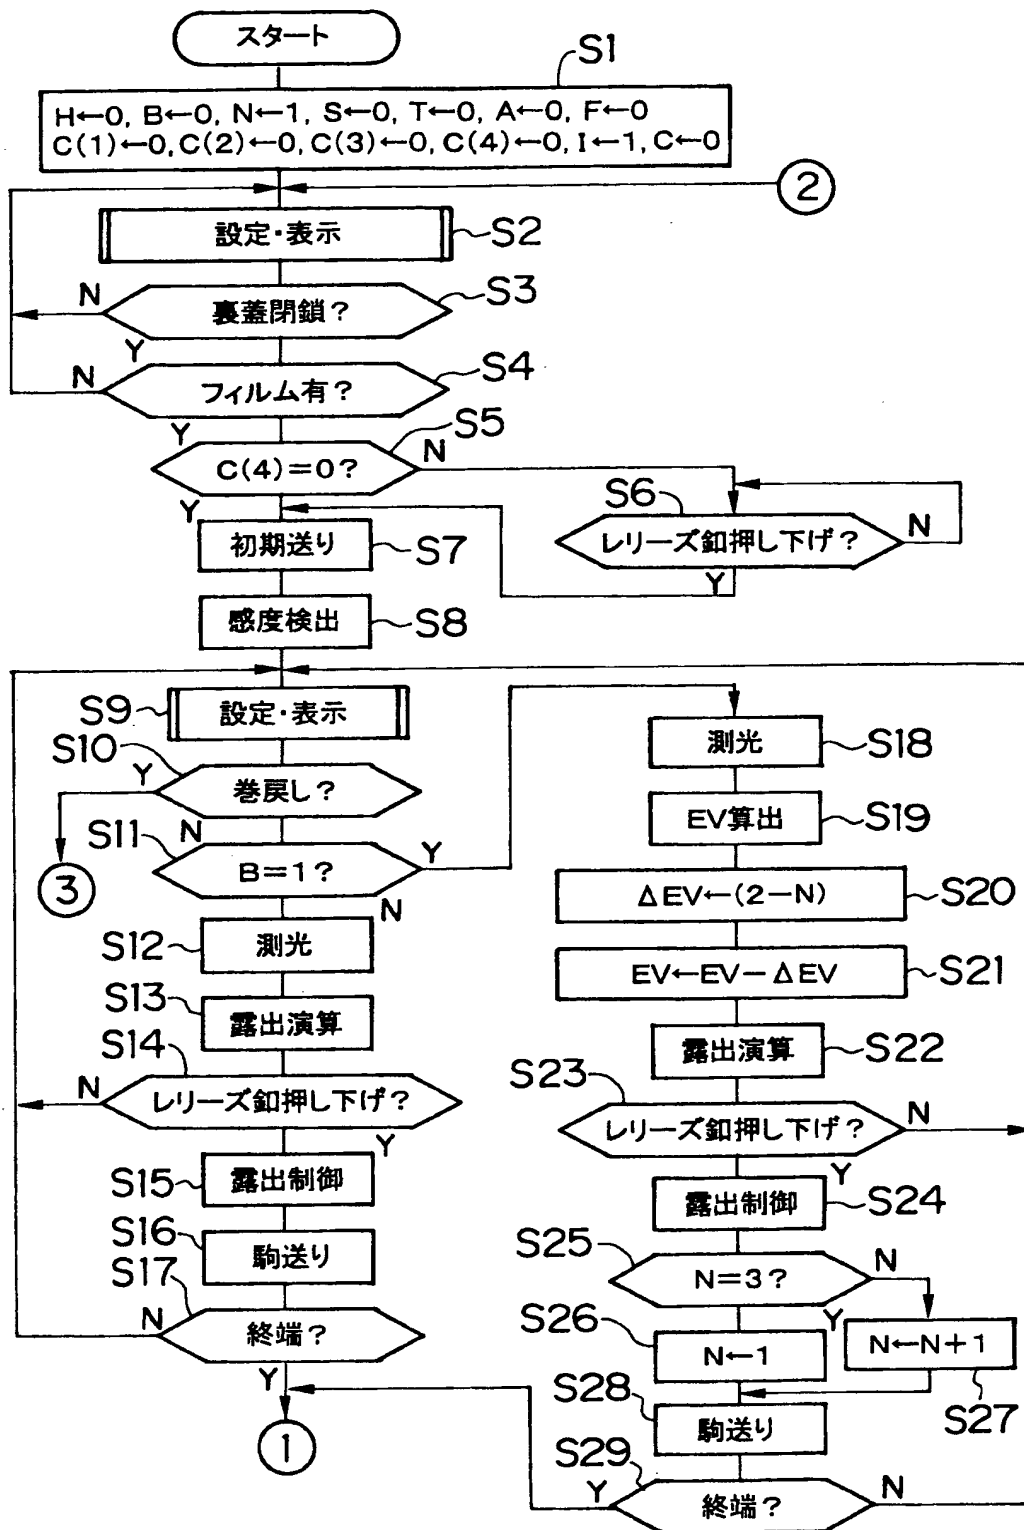 スタート
S1
H←0, B←0, N←1, S←0, T←0, A←0, F←0
C(1)←0, C(2)←0, C(3)←0, C(4)←0, I←1, C←0
2
設定・表示
S2
N
裏蓋閉鎖?
S3
Y
N
フィルム有?
S4
Y
C(4)=0?
S5
N
Y
S6
レリーズ釦押し下げ?
N
Y
初期送り
S7
感度検出
S8
S9
設定・表示
S10
Y
巻戻し?
N
3
S11
B=1?
Y
N
S12
測光
S13
露出演算
S14
N
レリーズ釦押し下げ?
Y
S15
露出制御
S16
駒送り
S17
N
終端?
Y
1
測光
S18
EV算出
S19
ΔEV←(2-N)
S20
EV←EV-ΔEV
S21
露出演算
S22
S23
レリーズ釦押し下げ?
N
Y
露出制御
S24
S25
N=3?
N
Y
S26
N←1
N←N+1
S27
S28
駒送り
S29
Y
終端?
N